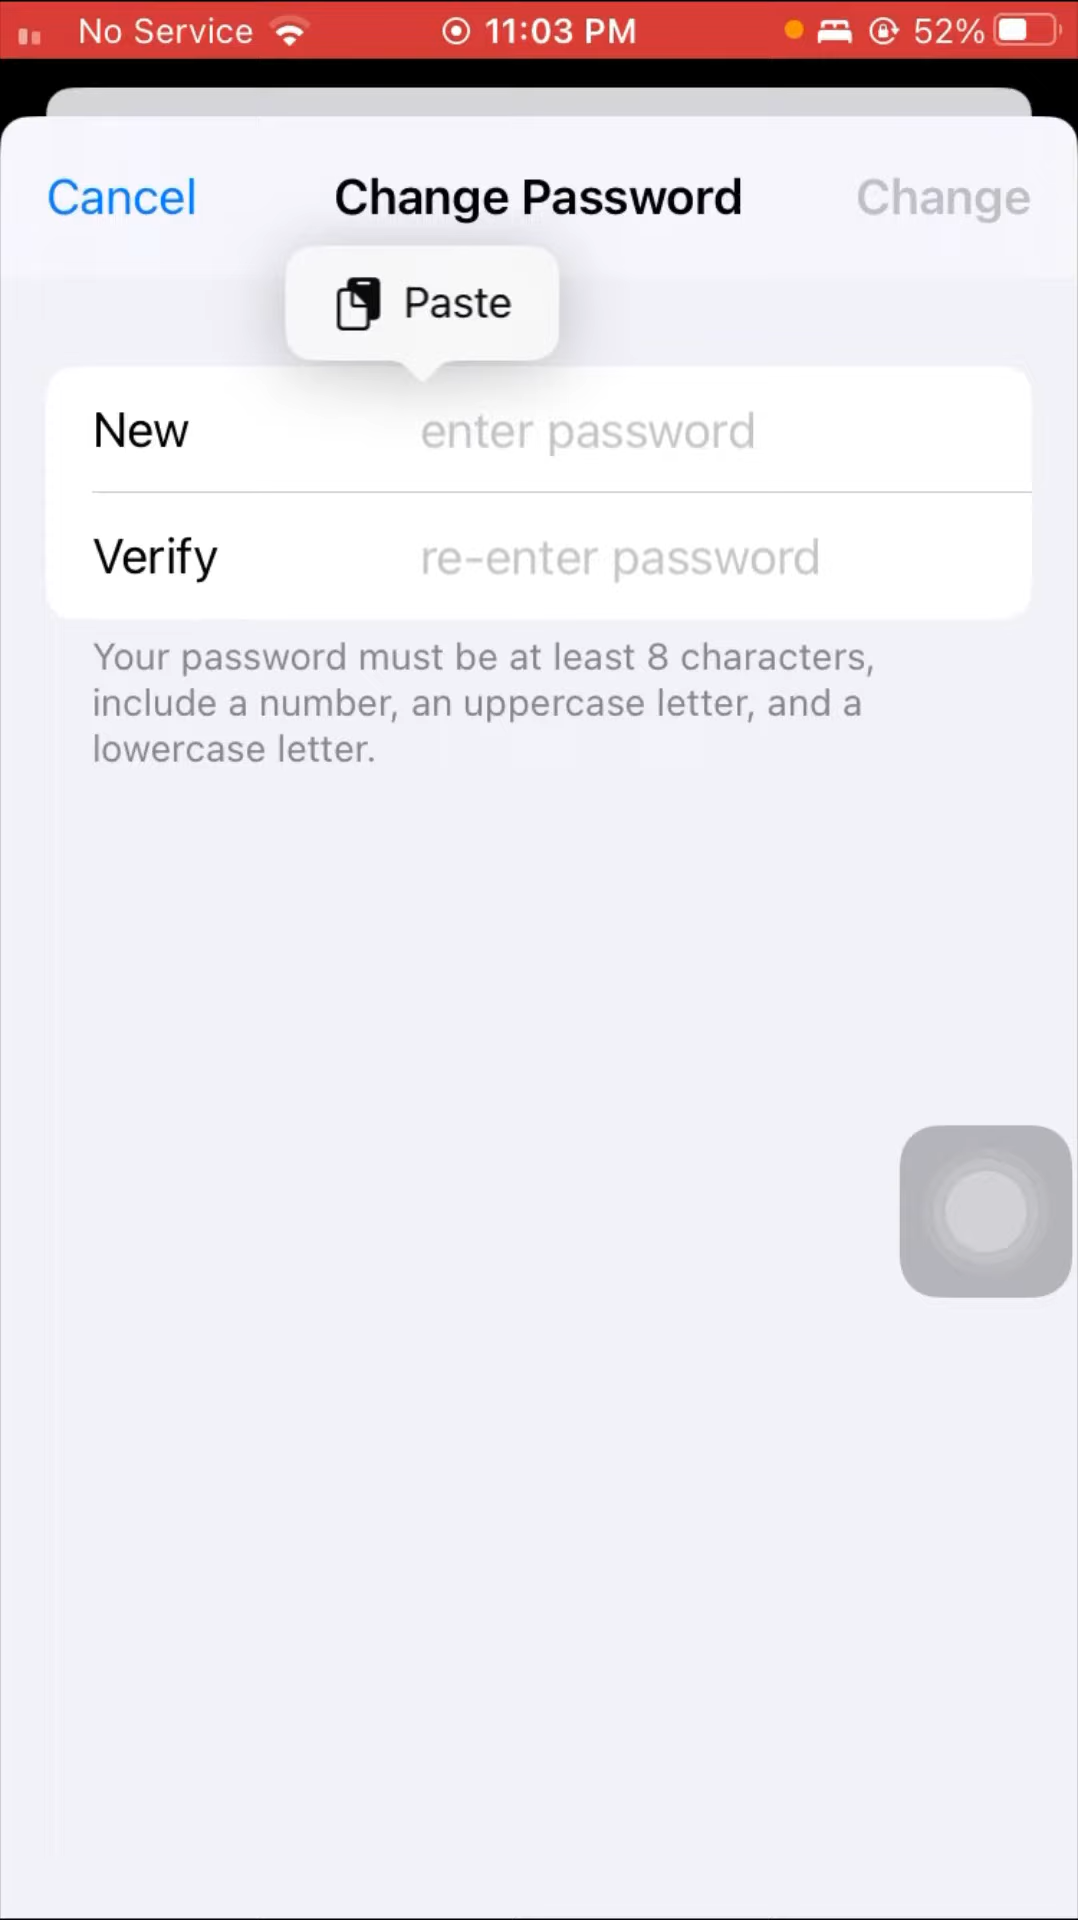 No Service 11:03 PM 52%
Cancel Change Password Change
Paste
New enter password
Verify re-enter password
Your password must be at least 8 characters,
include a number, an uppercase letter, and a
lowercase letter.